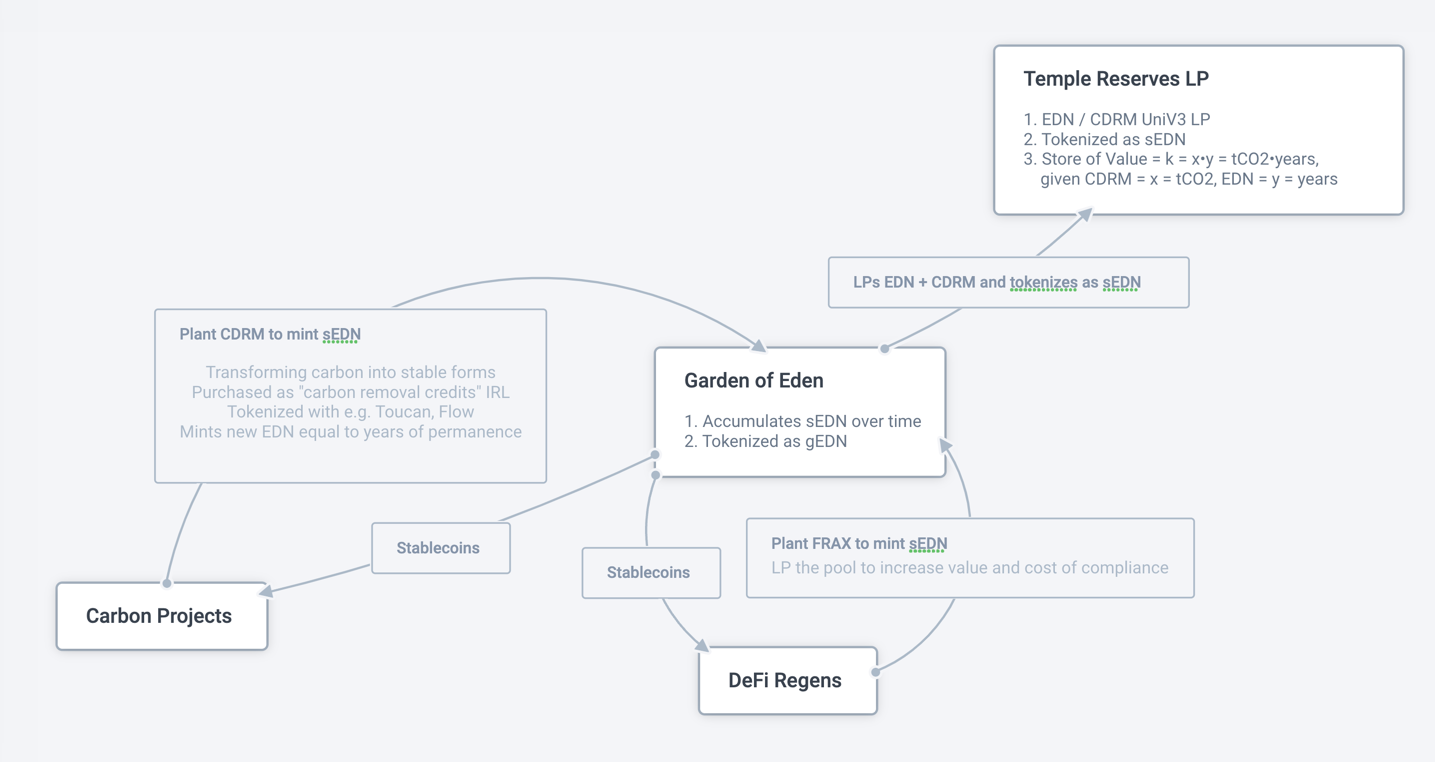 Temple Reserves LP
1. EDN / CDRM UniV3 LP
2. Tokenized as sEDN
3. Store of Value = k = x•y = tCO2•years,
given CDRM = x = tCO2, EDN = y = years
LPs EDN + CDRM and tokenizes as sEDN
Plant CDRM to mint sEDN
Transforming carbon into stable forms
Purchased as "carbon removal credits" IRL
Tokenized with e.g. Toucan, Flow
Mints new EDN equal to years of permanence
Garden of Eden
1. Accumulates sEDN over time
2. Tokenized as gEDN
Stablecoins
Stablecoins
Plant FRAX to mint sEDN
LP the pool to increase value and cost of compliance
Carbon Projects
DeFi Regens